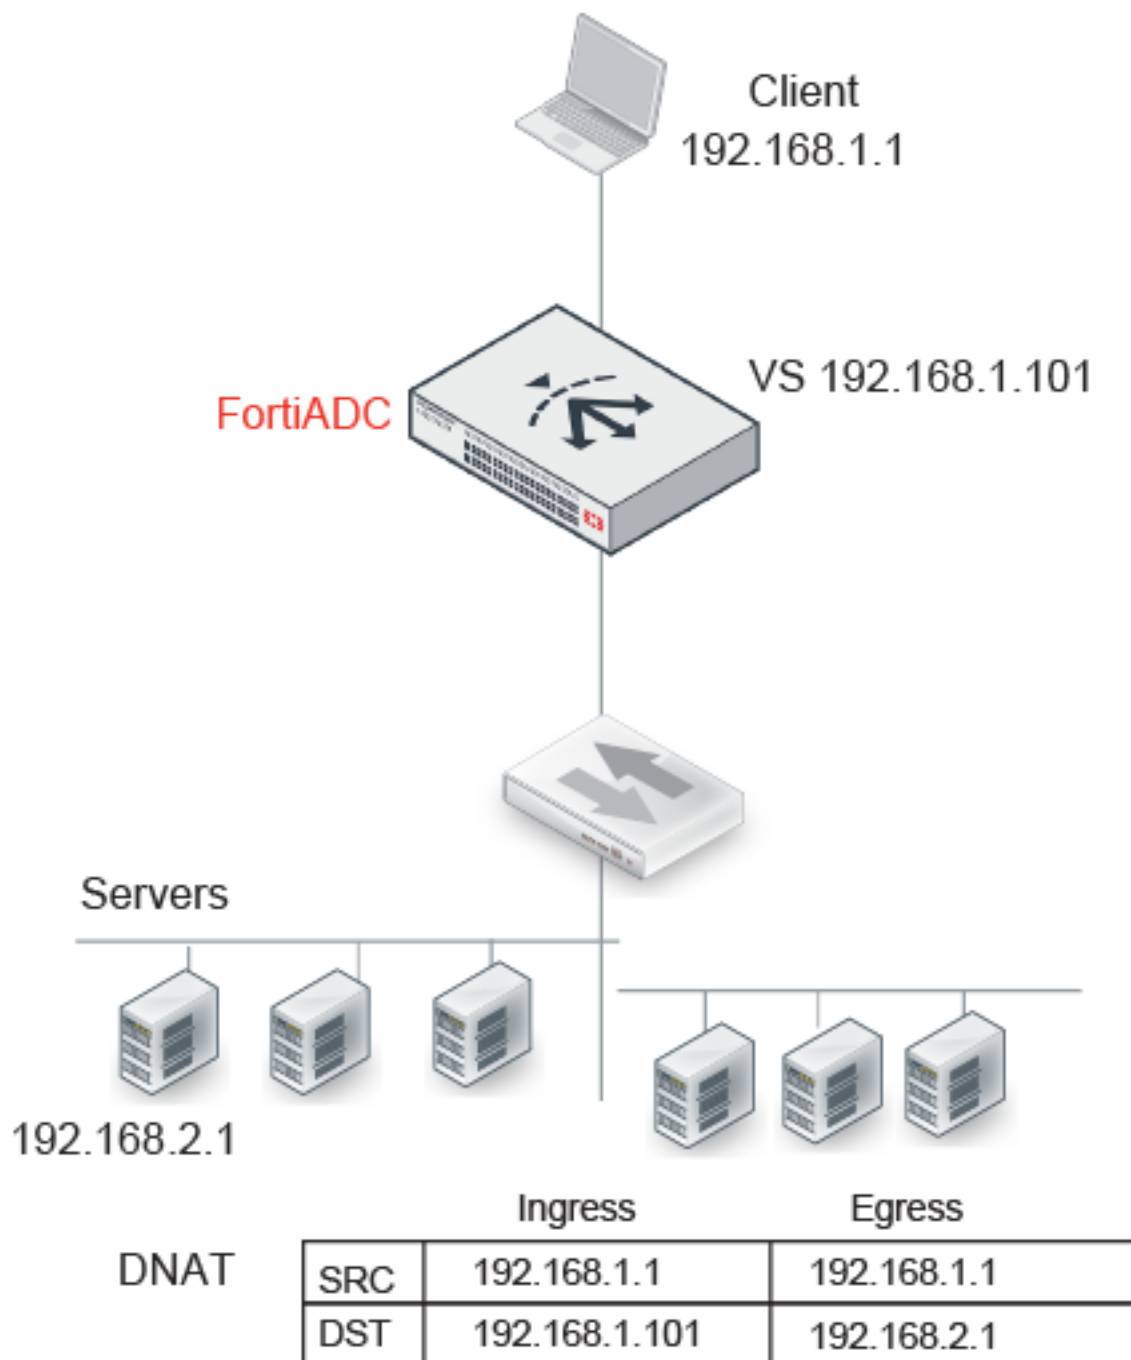 Client
192.168.1.1
VS 192.168.1.101
FortiADC
Servers
192.168.2.1
Ingress Egress
DNAT
SRC 192.168.1.1 192.168.1.1
DST 192.168.1.101 192.168.2.1